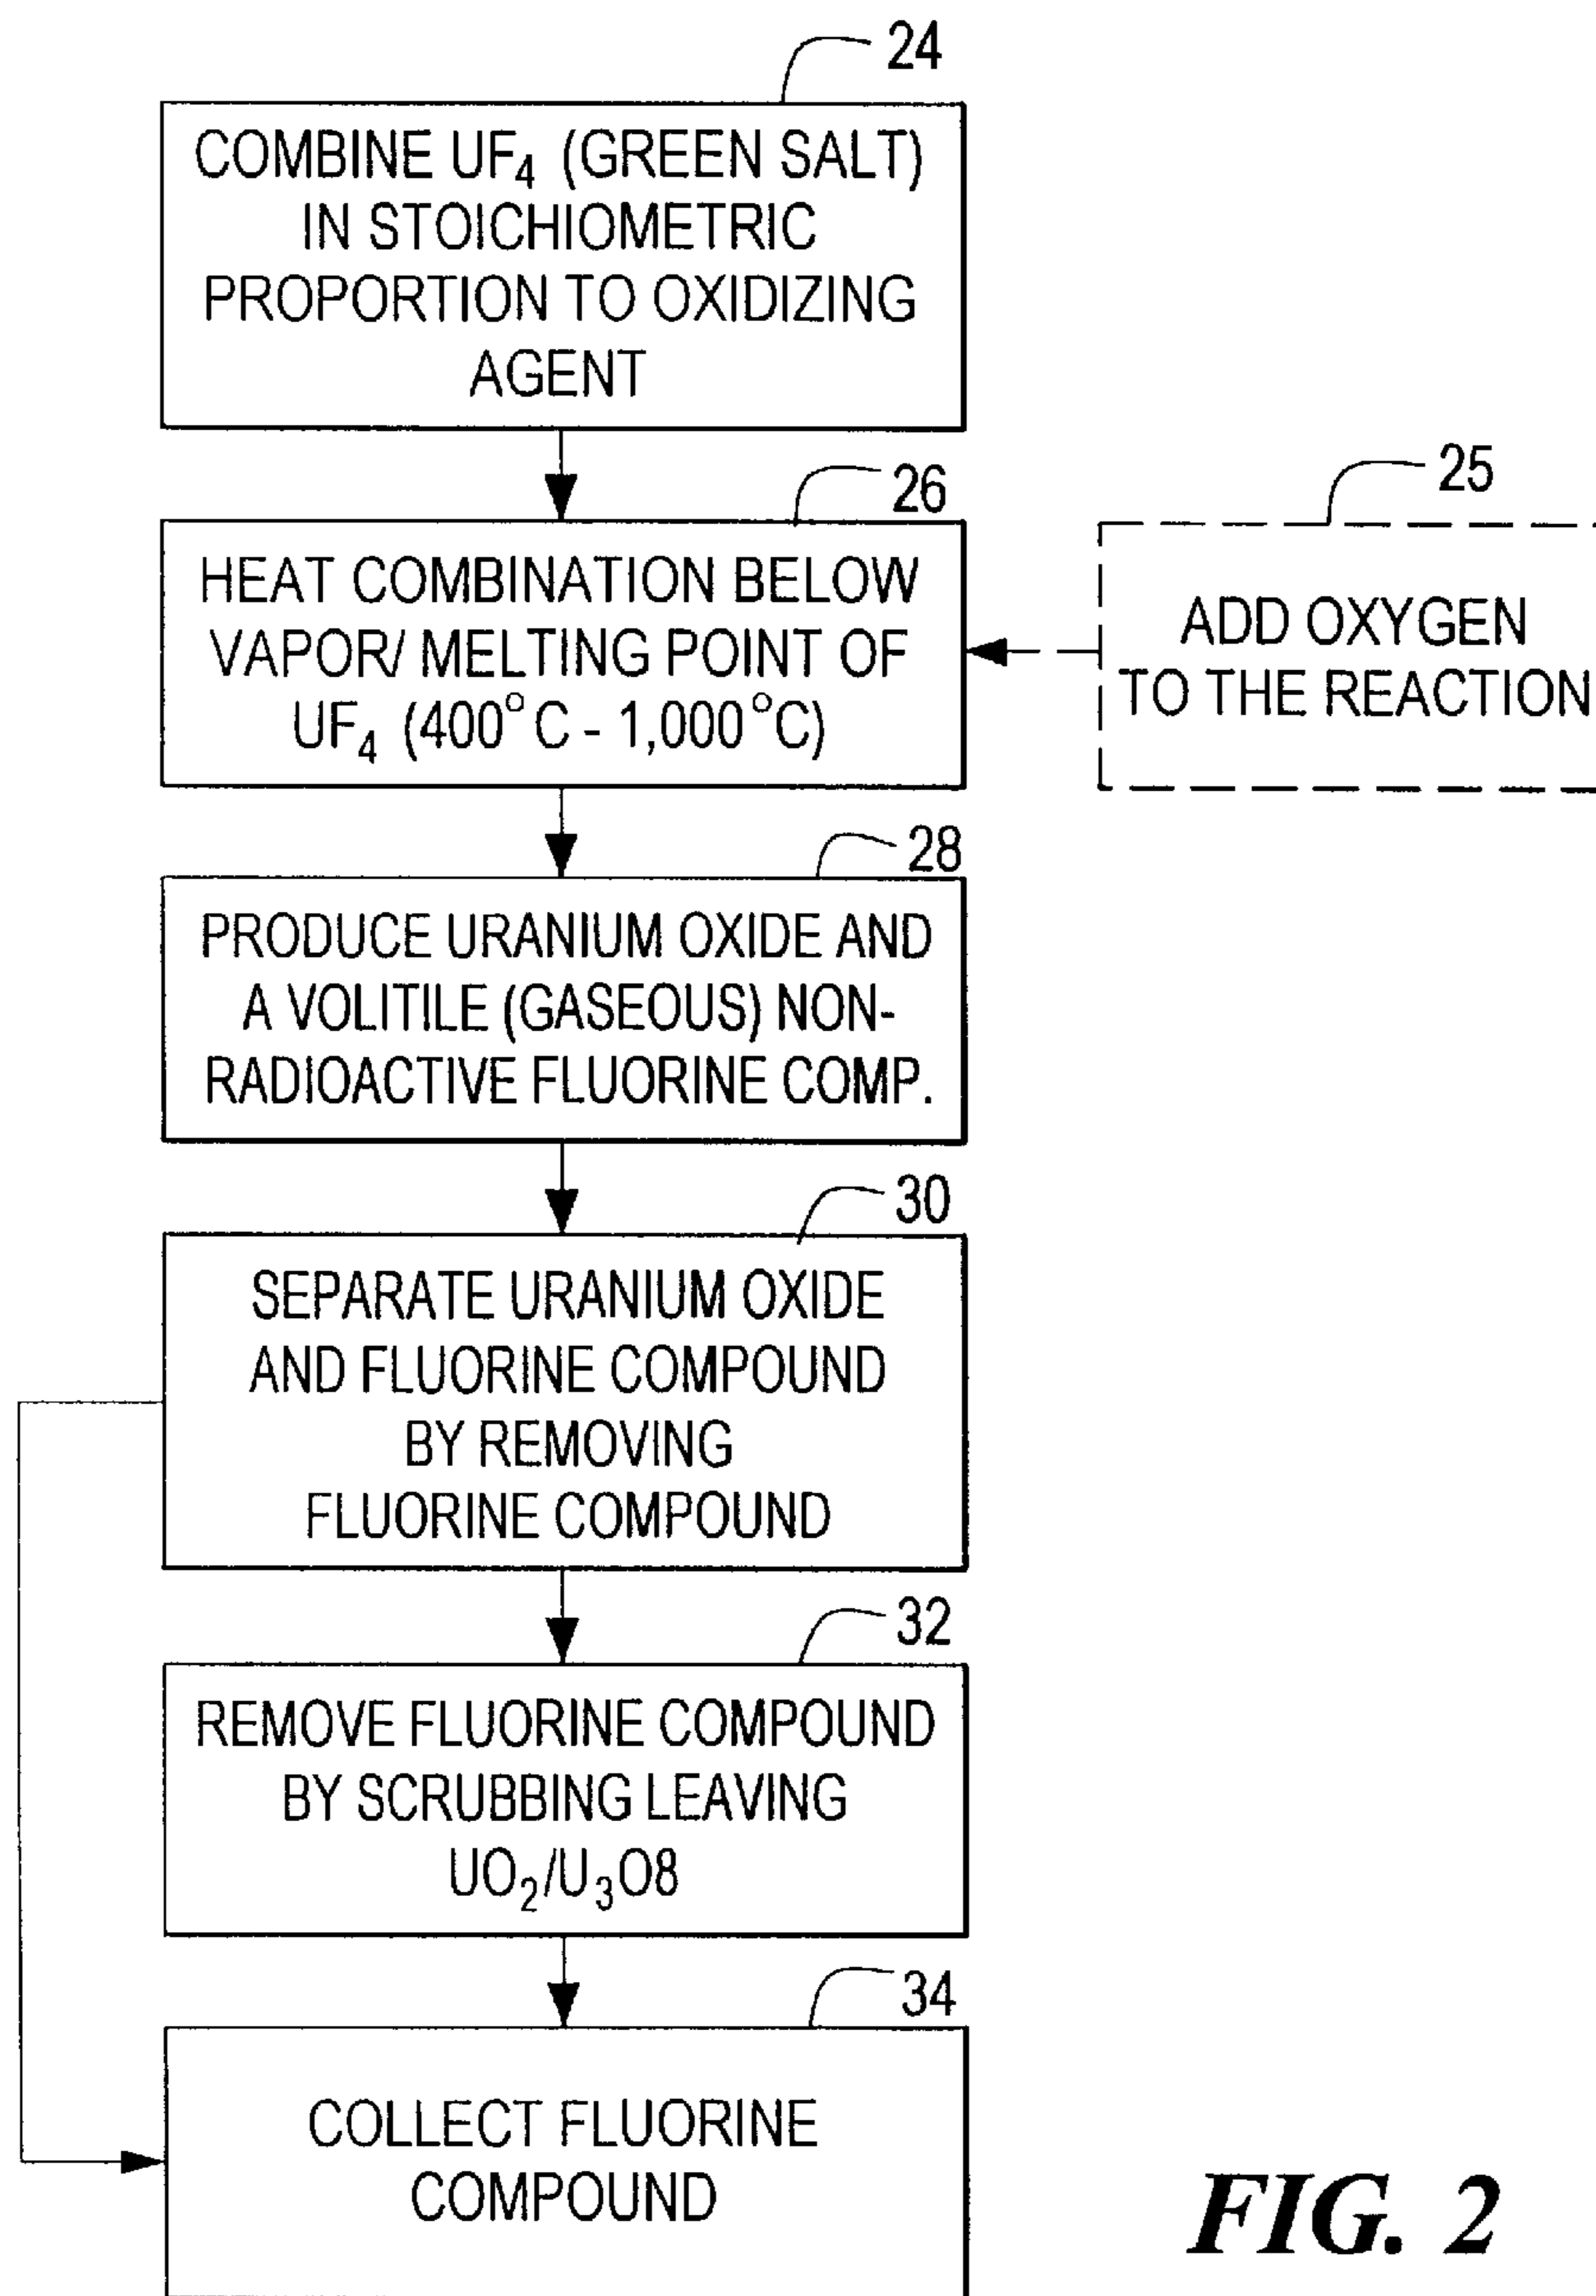 24
COMBINE UF₄ (GREEN SALT)
IN STOICHIOMETRIC
PROPORTION TO OXIDIZING
AGENT
26
HEAT COMBINATION BELOW
VAPOR/ MELTING POINT OF
UF₄ (400°C - 1,000°C)
25
ADD OXYGEN
TO THE REACTION
28
PRODUCE URANIUM OXIDE AND
A VOLITILE (GASEOUS) NON-
RADIOACTIVE FLUORINE COMP.
30
SEPARATE URANIUM OXIDE
AND FLUORINE COMPOUND
BY REMOVING
FLUORINE COMPOUND
32
REMOVE FLUORINE COMPOUND
BY SCRUBBING LEAVING
UO₂/U₃O8
34
COLLECT FLUORINE
COMPOUND
FIG. 2